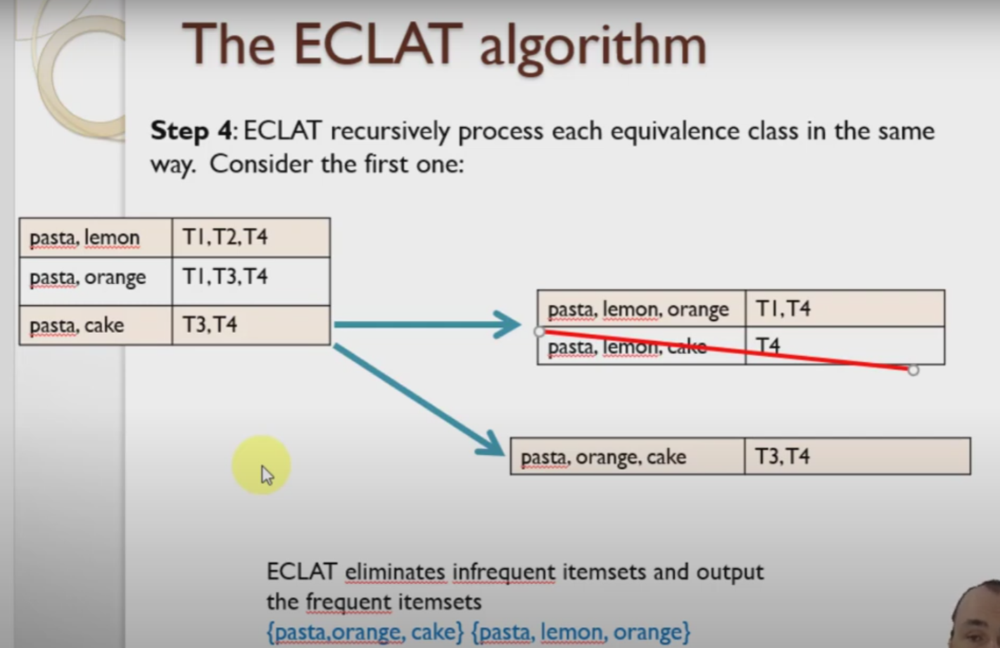 The ECLAT algorithm
Step 4: ECLAT recursively process each equivalence class in the same
way. Consider the first one:
pasta, lemon T1,T2,T4
pasta, orange T1,T3,T4
pasta, cake T3,T4
pasta, lemon, orange T1,T4
pasta, lemon, cake T4
pasta, orange, cake T3,T4
ECLAT eliminates infrequent itemsets and output
the frequent itemsets
{pasta,orange, cake} {pasta, lemon, orange}